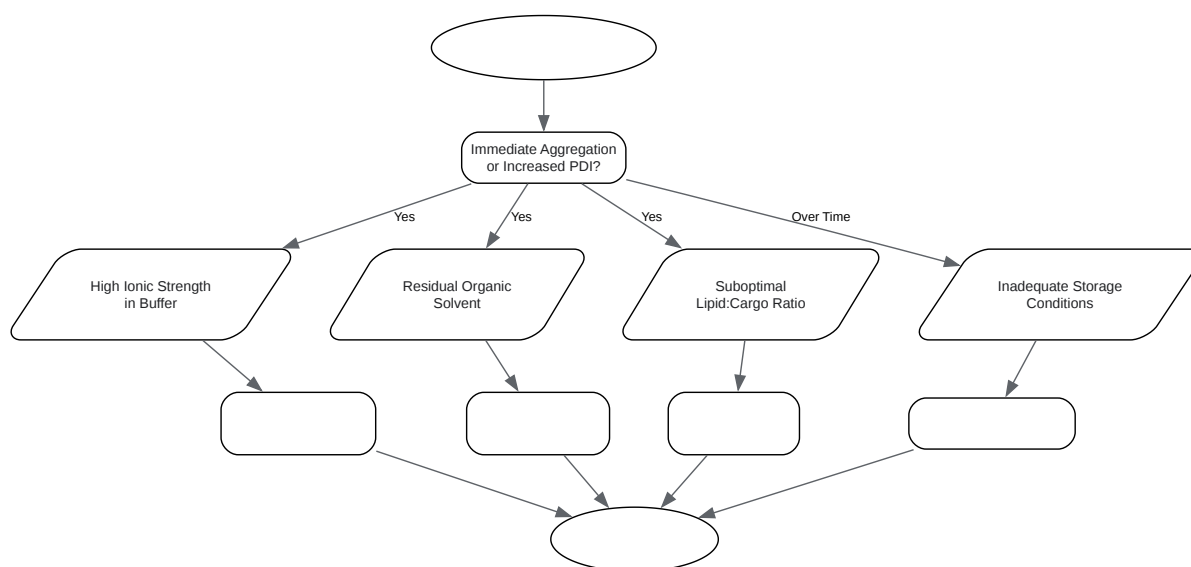 Immediate Aggregation
or Increased PDI?
Yes
Yes
Yes
Over Time
High Ionic Strength
in Buffer
Residual Organic
Solvent
Suboptimal
Lipid:Cargo Ratio
Inadequate Storage
Conditions